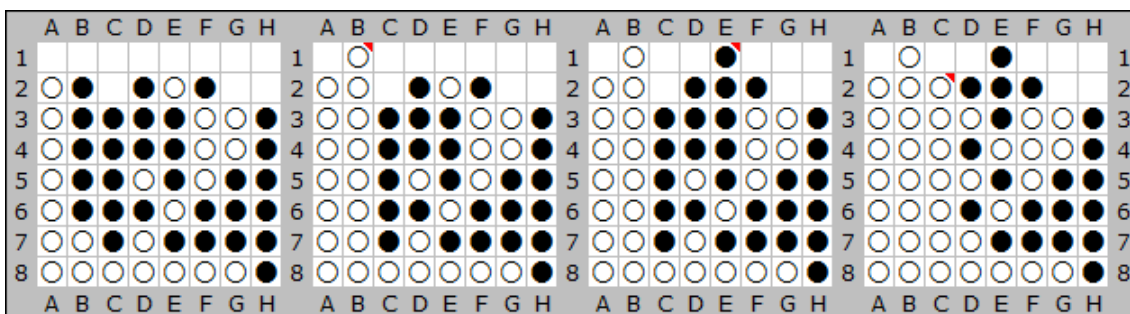 A B C D E F G H A B C D E F G H A B C D E F G H A B C D E F G H
1 1 1 1 1
2 2 2 2 2
3 3 3 3 3
4 4 4 4 4
5 5 5 5 5
6 6 6 6 6
7 7 7 7 7
8 8 8 8 8
A B C D E F G H A B C D E F G H A B C D E F G H A B C D E F G H